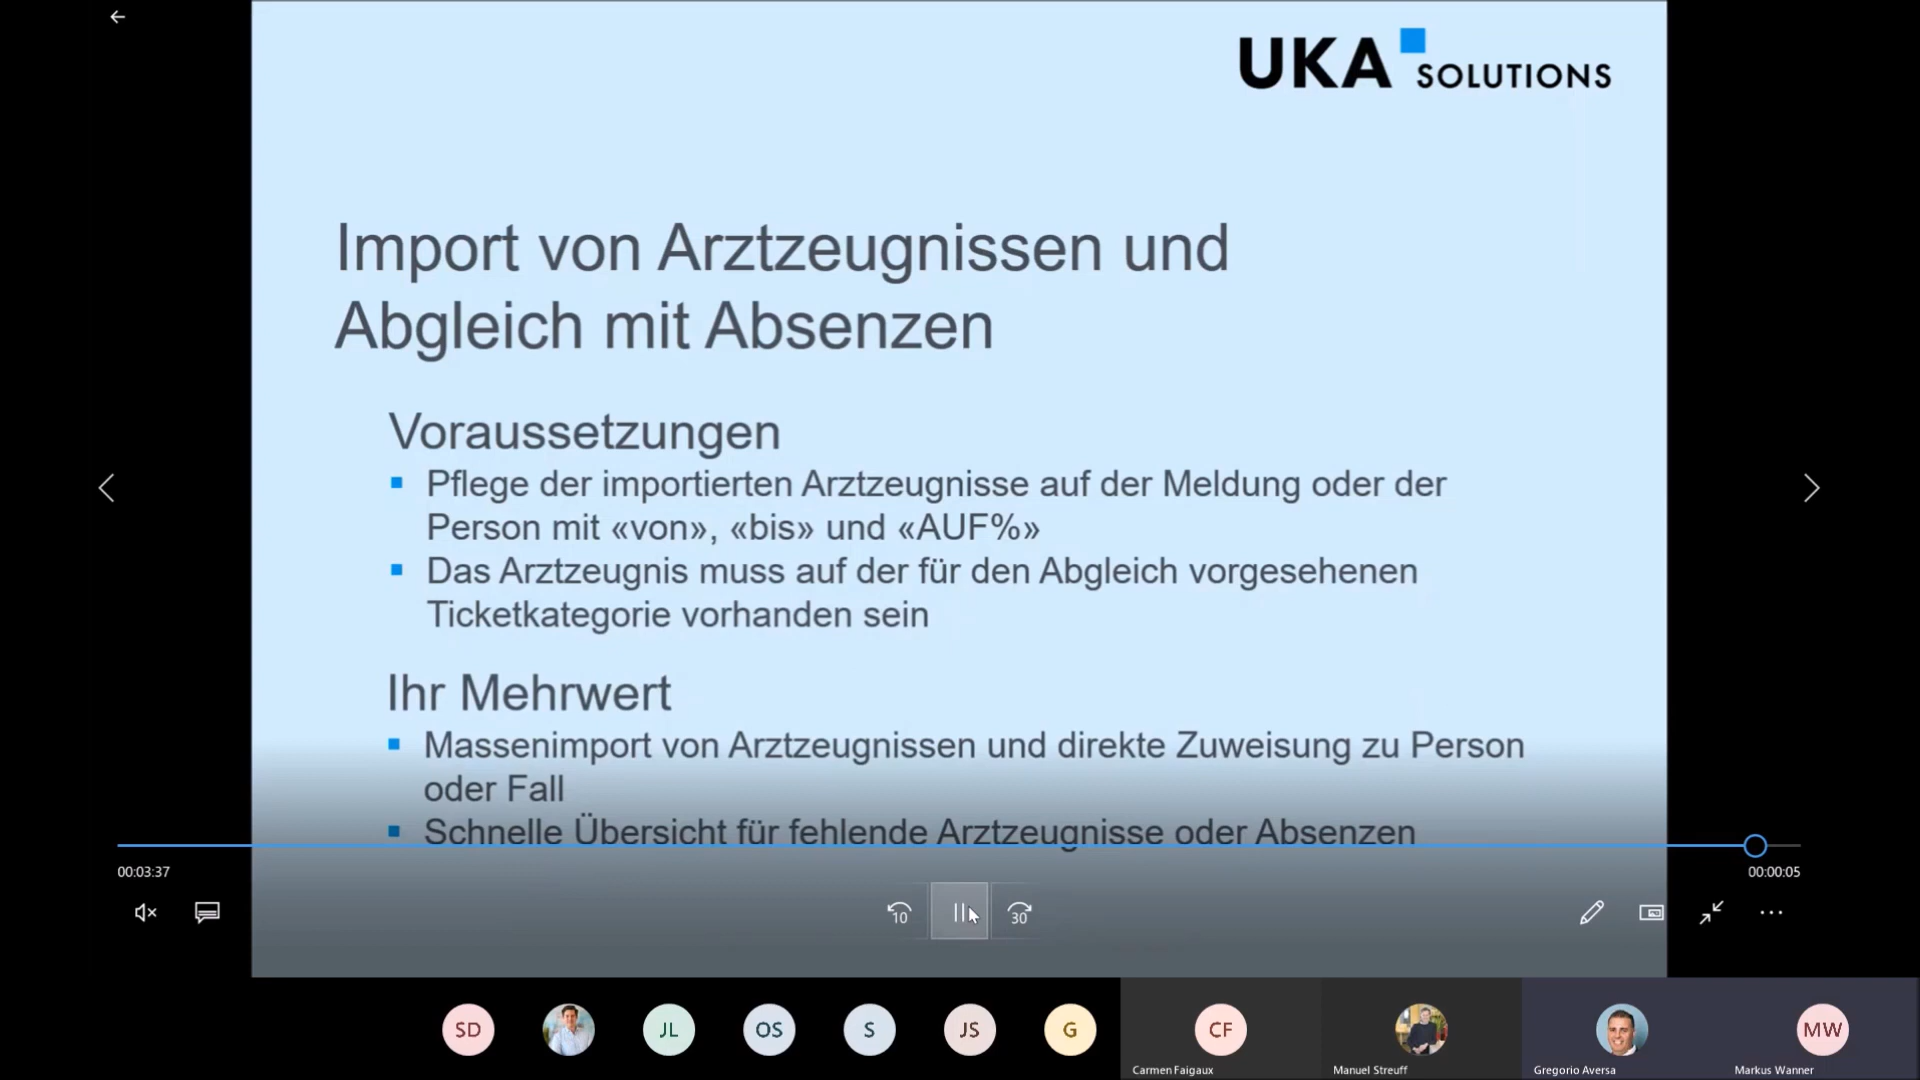 UKA SOLUTIONS
Import von Arztzeugnissen und
Abgleich mit Absenzen
Voraussetzungen
Pflege der importierten Arztzeugnisse auf der Meldung oder der
Person mit «von», «bis» und «AUF%»
Das Arztzeugnis muss auf der für den Abgleich vorgesehenen
Ticketkategorie vorhanden sein
Ihr Mehrwert
Massenimport von Arztzeugnissen und direkte Zuweisung zu Person
oder Fall
Schnelle Übersicht für fehlende Arztzeugnisse oder Absenzen
00:03:37
00:00:05
10
30
SD
JL
OS
S
JS
G
CF
MW
Carmen Faigaux
Manuel Streuff
Gregorio Aversa
Markus Wanner